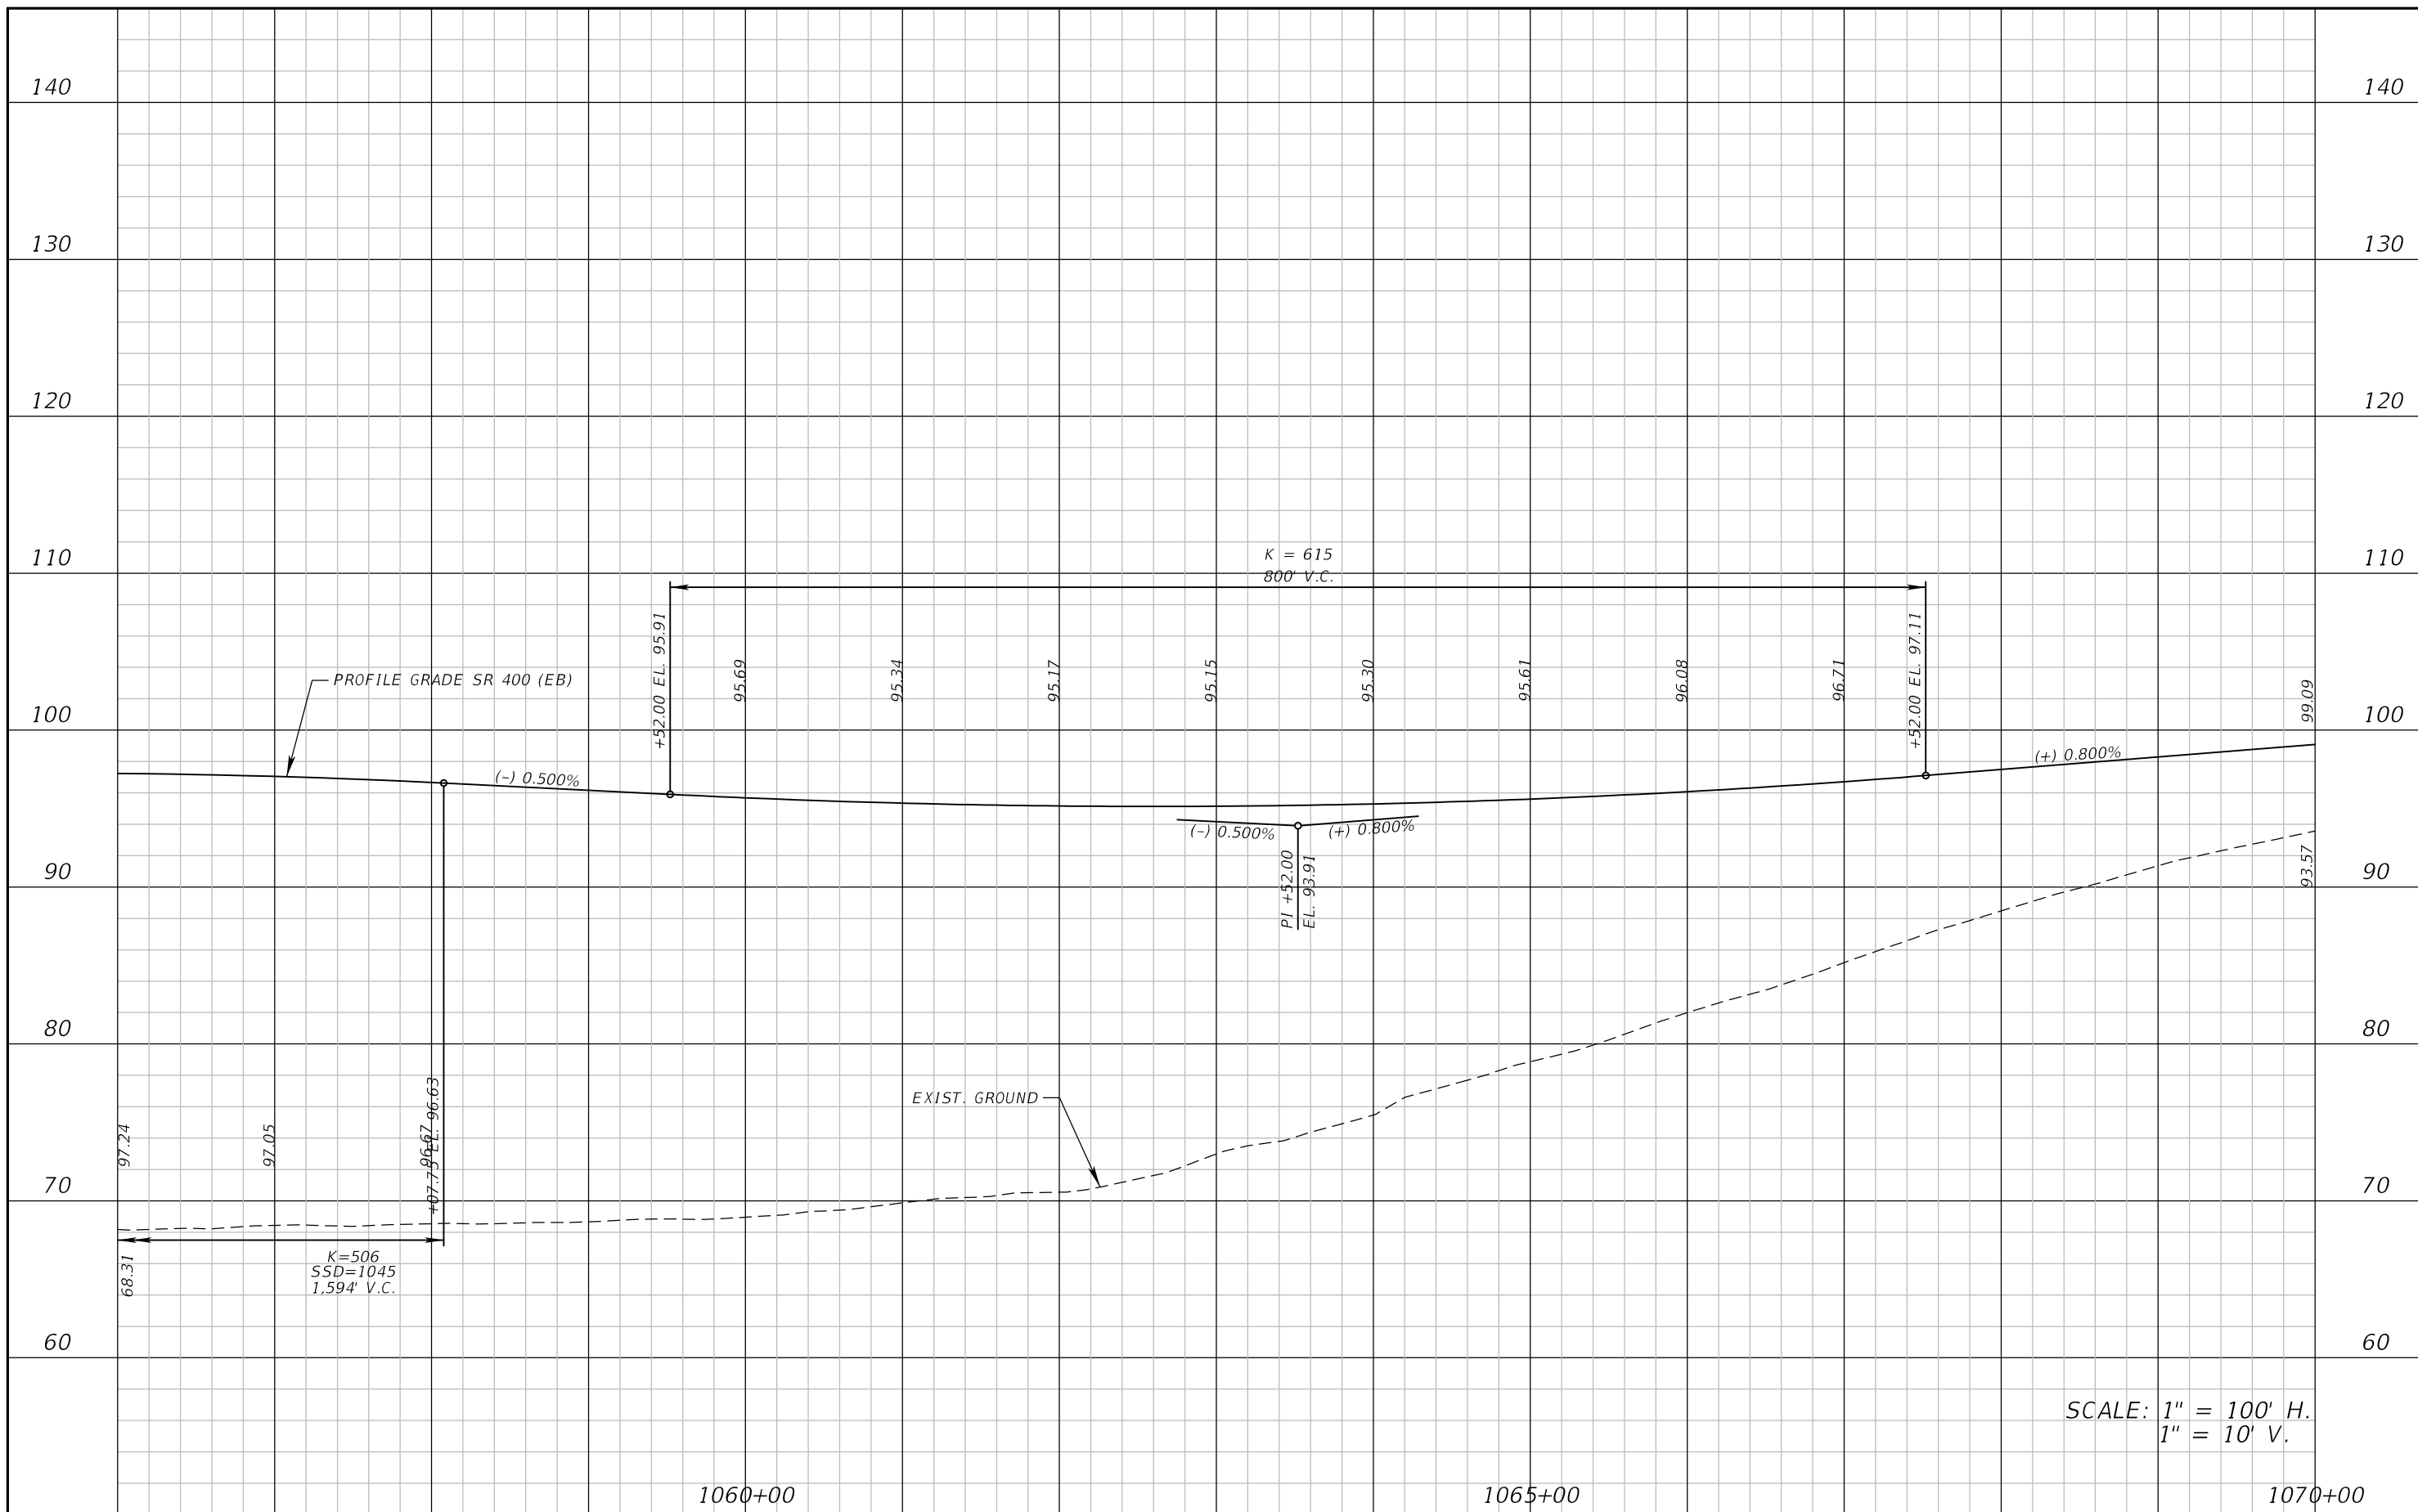 140
140
130
130
120
120
110
110
K = 615
800' V.C.
+52.00 EL. 95.91
95.69
95.34
95.17
95.15
95.30
95.61
96.08
96.71
+52.00 EL. 97.11
99.09
PROFILE GRADE SR 400 (EB)
100
100
(-) 0.500%
(+) 0.800%
(-) 0.500%
(+) 0.800%
PI +52.00
EL. 93.91
93.57
90
90
80
80
EXIST. GROUND
97.24
97.05
96.67
+07.75 EL. 96.63
70
70
68.31
K=506
SSD=1045
1,594' V.C.
60
60
SCALE: 1" = 100' H.
1" = 10' V.
1060+00
1065+00
1070+00